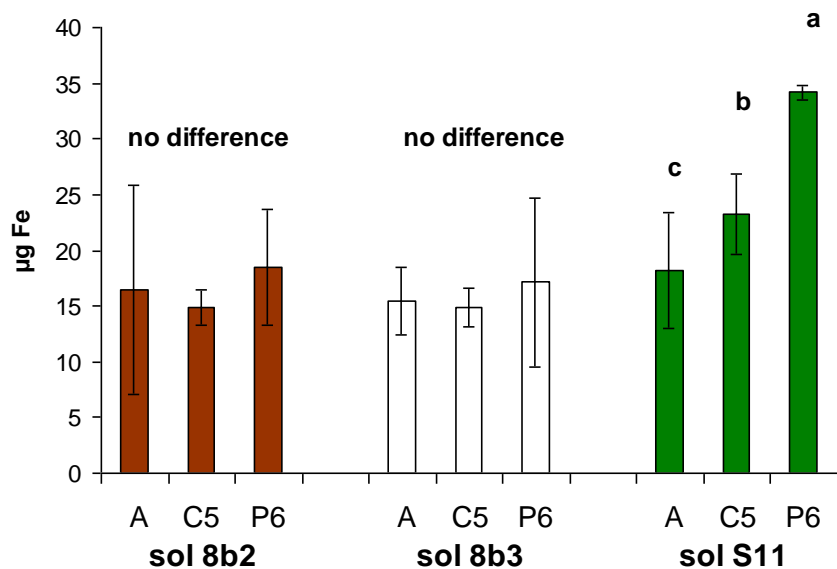 a
40
35
b
30
no difference
no difference
c
25
µg Fe
20
15
10
5
0
A C5 P6 A C5 P6 A C5 P6
sol 8b2 sol 8b3 sol S11